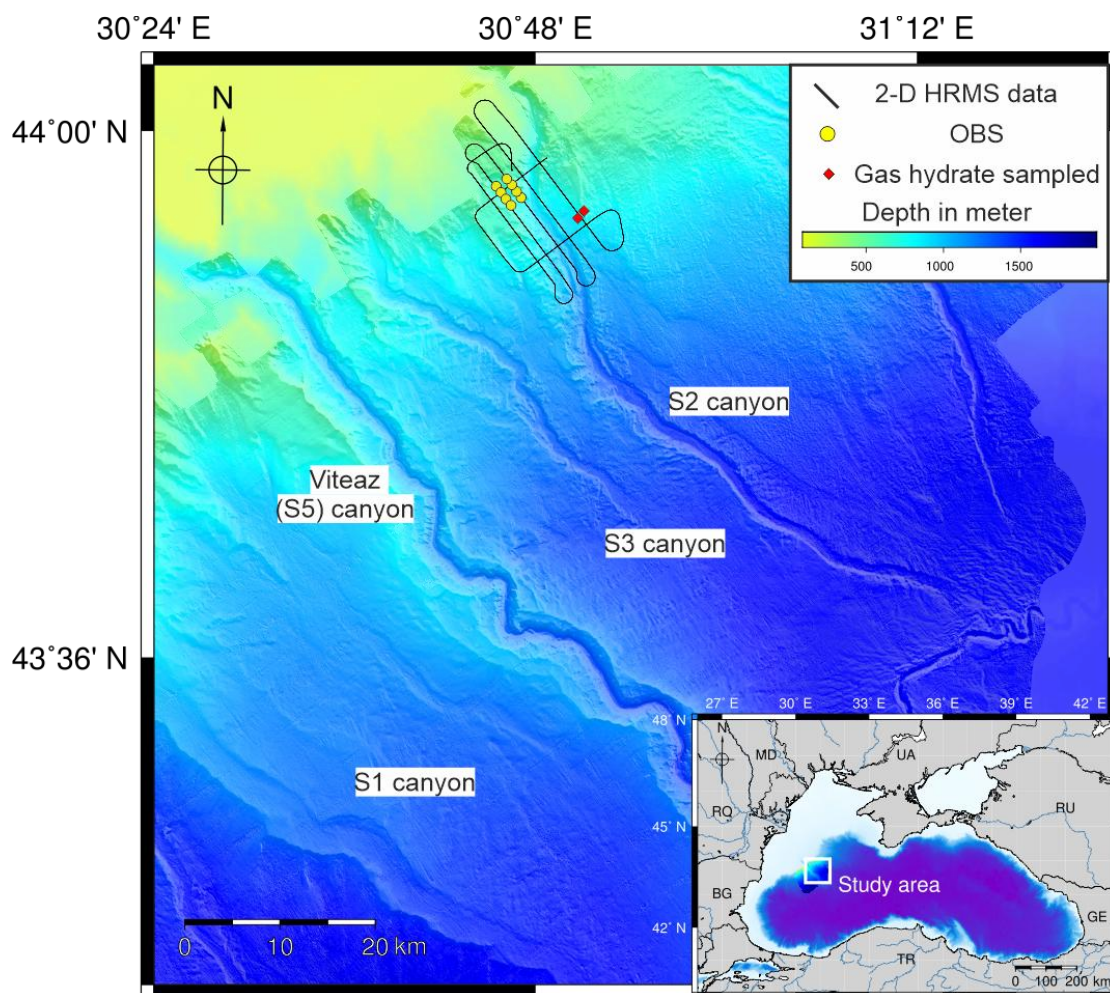 30°24' E
30°48' E
31°12' E
44°00' N
43°36' N
N
2-D HRMS data
OBS
Gas hydrate sampled
Depth in meter
500
1000
1500
S2 canyon
Viteaz
(S5) canyon
S3 canyon
S1 canyon
0
10
20 km
27° E
30° E
33° E
36° E
39° E
42° E
48° N
N
MD
UA
RO
RU
45° N
Study area
BG
GE
42° N
TR
0 100 200 km